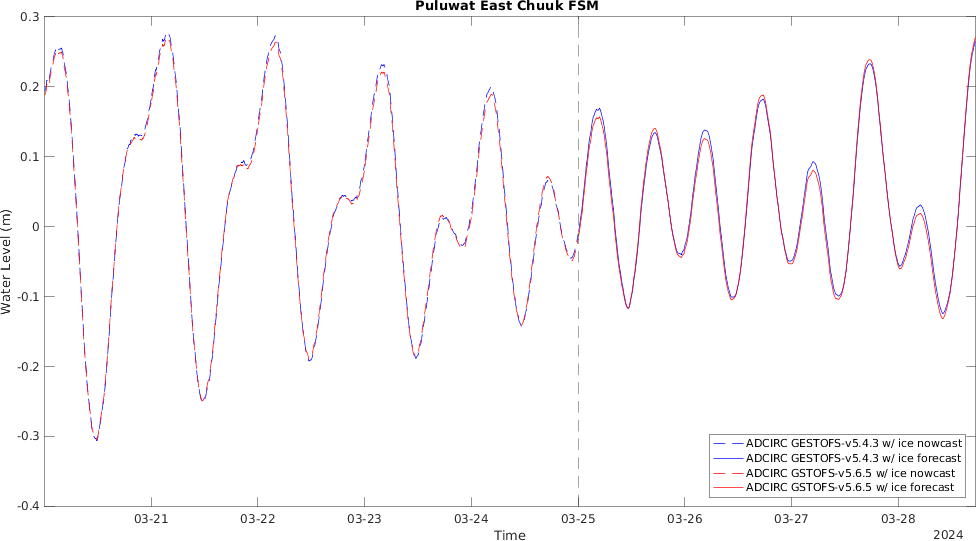 Puluwat East Chuuk FSM
0.3
0.2
0.1
0
-0.1
-0.2
-0.3
-0.4
Water Level (m)
ADCIRC GESTOFS-v5.4.3 w/ ice nowcast
ADCIRC GESTOFS-v5.4.3 w/ ice forecast
ADCIRC GSTOFS-v5.6.5 w/ ice nowcast
ADCIRC GSTOFS-v5.6.5 w/ ice forecast
03-21 03-22 03-23 03-24 03-25 03-26 03-27 03-28
Time 2024